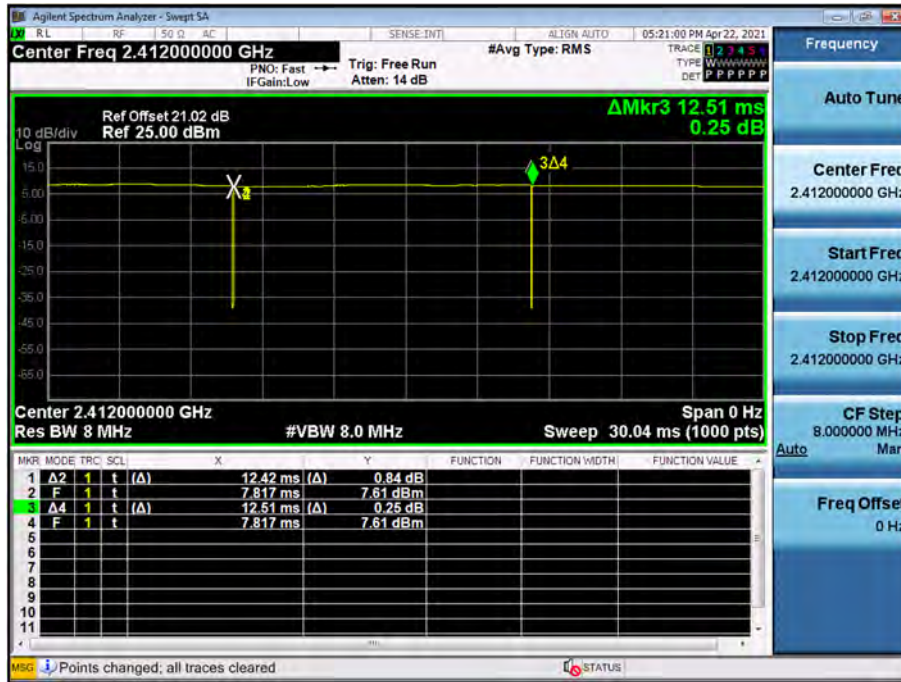 Agilent Spectrum Analyzer - Swept SA
RL RF 50 Ω AC SENSE:INT ALIGN AUTO 05:21:00 PM Apr 22, 2021
Center Freq 2.412000000 GHz
#Avg Type: RMS
TRACE 1 2 3 4 5 6
PNO: Fast
Trig: Free Run
TYPE WWWWWW
IFGain:Low
Atten: 14 dB
DET P P P P P P
Ref Offset 21.02 dB
ΔMkr3 12.51 ms
10 dB/div
Ref 25.00 dBm
0.25 dB
Log
15.0
5.00
-5.00
-15.0
-25.0
-35.0
-45.0
-55.0
-65.0
X
3Δ4
Center 2.412000000 GHz
Span 0 Hz
Res BW 8 MHz
#VBW 8.0 MHz
Sweep 30.04 ms (1000 pts)
MKR MODE TRC SCL X Y FUNCTION FUNCTION WIDTH FUNCTION VALUE
1 Δ2 1 t (Δ) 12.42 ms (Δ) 0.84 dB
2 F 1 t 7.817 ms 7.61 dBm
3 Δ4 1 t (Δ) 12.51 ms (Δ) 0.25 dB
4 F 1 t 7.817 ms 7.61 dBm
5
6
7
8
9
10
11
MSG Points changed; all traces cleared STATUS
Frequency
Auto Tune
Center Freq
2.412000000 GHz
Start Freq
2.412000000 GHz
Stop Freq
2.412000000 GHz
CF Step
8.000000 MHz
Auto Man
Freq Offset
0 Hz